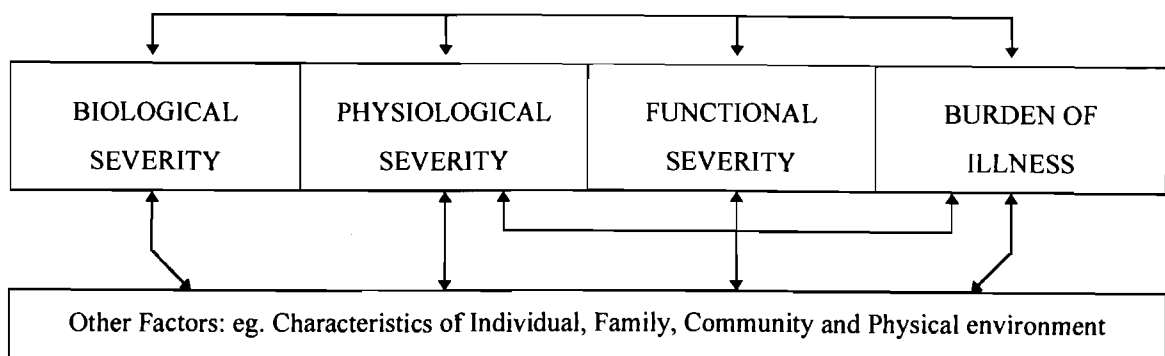 BIOLOGICAL
SEVERITY
PHYSIOLOGICAL
SEVERITY
FUNCTIONAL
SEVERITY
BURDEN OF
ILLNESS
Other Factors: eg. Characteristics of Individual, Family, Community and Physical environment